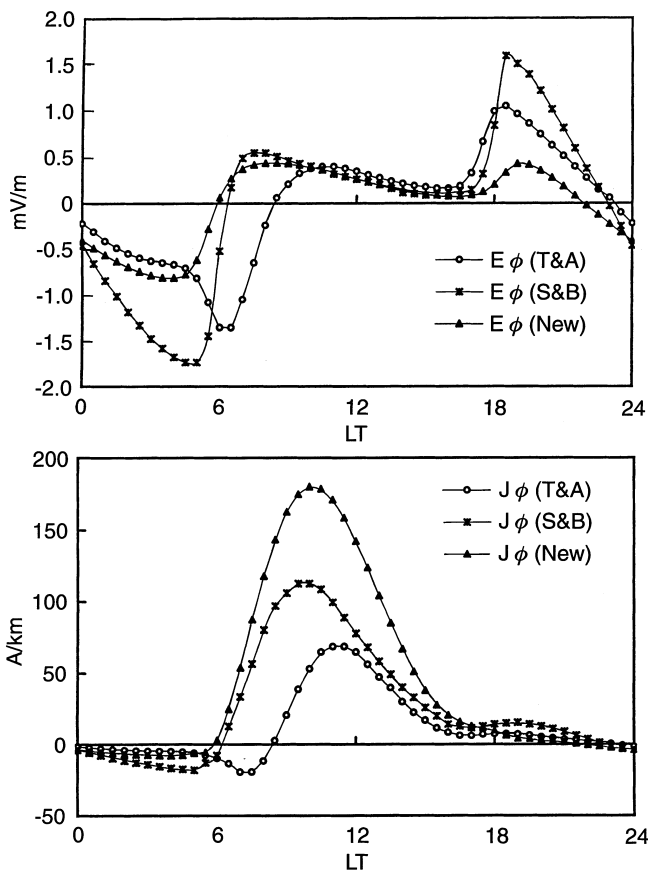 2.0
1.5
1.0
0.5
0
-0.5
-1.0
-1.5
-2.0
mV/m
E ϕ (T&A)
E ϕ (S&B)
E ϕ (New)
0 6 12 18 24
LT
200
150
100
50
0
-50
A/km
J ϕ (T&A)
J ϕ (S&B)
J ϕ (New)
0 6 12 18 24
LT